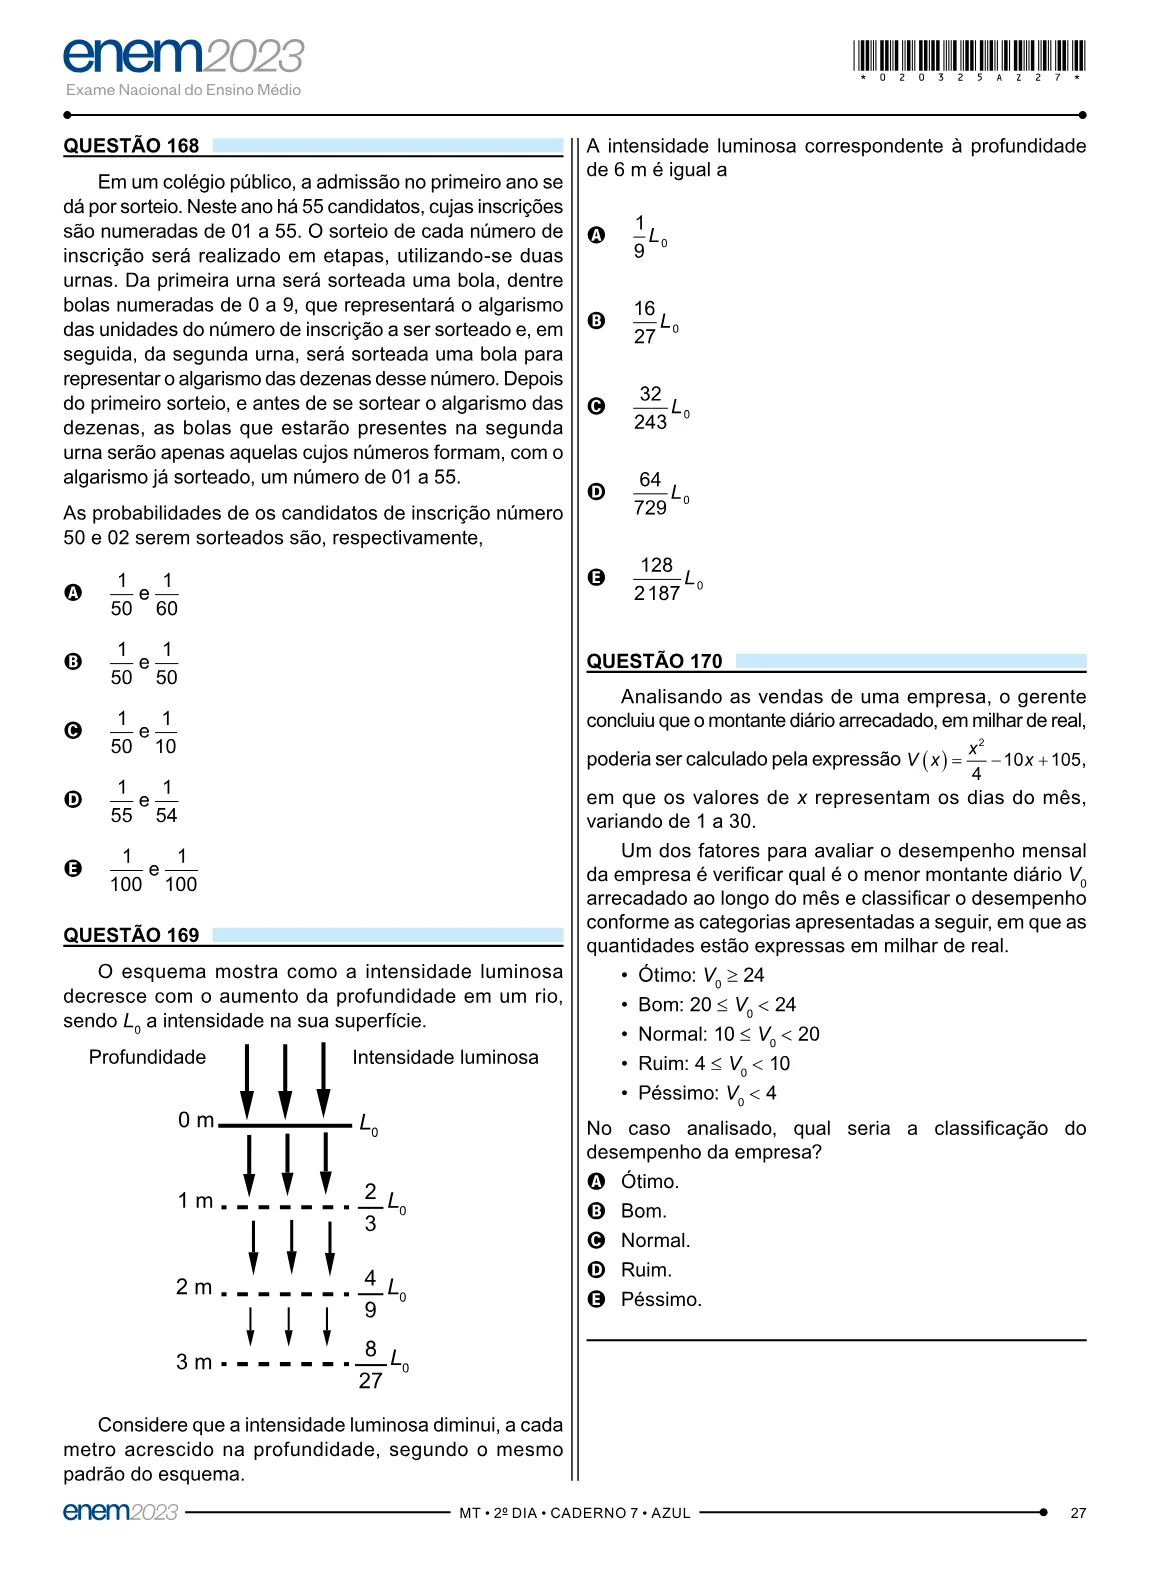 enem2023
Exame Nacional do Ensino Médio
*020325AZ27*
QUESTÃO 168
Em um colégio público, a admissão no primeiro ano se
dá por sorteio. Neste ano há 55 candidatos, cujas inscrições
são numeradas de 01 a 55. O sorteio de cada número de
inscrição será realizado em etapas, utilizando-se duas
urnas. Da primeira urna será sorteada uma bola, dentre
bolas numeradas de 0 a 9, que representará o algarismo
das unidades do número de inscrição a ser sorteado e, em
seguida, da segunda urna, será sorteada uma bola para
representar o algarismo das dezenas desse número. Depois
do primeiro sorteio, e antes de se sortear o algarismo das
dezenas, as bolas que estarão presentes na segunda
urna serão apenas aquelas cujos números formam, com o
algarismo já sorteado, um número de 01 a 55.
As probabilidades de os candidatos de inscrição número
50 e 02 serem sorteados são, respectivamente,
A 1/50 e 1/60
B 1/50 e 1/50
C 1/50 e 1/10
D 1/55 e 1/54
E 1/100 e 1/100
QUESTÃO 169
O esquema mostra como a intensidade luminosa
decresce com o aumento da profundidade em um rio,
sendo L₀ a intensidade na sua superfície.
Profundidade Intensidade luminosa
0 m L₀
1 m 2/3 L₀
2 m 4/9 L₀
3 m 8/27 L₀
Considere que a intensidade luminosa diminui, a cada
metro acrescido na profundidade, segundo o mesmo
padrão do esquema.
A intensidade luminosa correspondente à profundidade
de 6 m é igual a
A 1/9 L₀
B 16/27 L₀
C 32/243 L₀
D 64/729 L₀
E 128/2 187 L₀
QUESTÃO 170
Analisando as vendas de uma empresa, o gerente
concluiu que o montante diário arrecadado, em milhar de real,
poderia ser calculado pela expressão V(x) = x²/4 − 10x + 105,
em que os valores de x representam os dias do mês,
variando de 1 a 30.
Um dos fatores para avaliar o desempenho mensal
da empresa é verificar qual é o menor montante diário V₀
arrecadado ao longo do mês e classificar o desempenho
conforme as categorias apresentadas a seguir, em que as
quantidades estão expressas em milhar de real.
• Ótimo: V₀ ≥ 24
• Bom: 20 ≤ V₀ < 24
• Normal: 10 ≤ V₀ < 20
• Ruim: 4 ≤ V₀ < 10
• Péssimo: V₀ < 4
No caso analisado, qual seria a classificação do
desempenho da empresa?
A Ótimo.
B Bom.
C Normal.
D Ruim.
E Péssimo.
enem2023 MT • 2º DIA • CADERNO 7 • AZUL 27